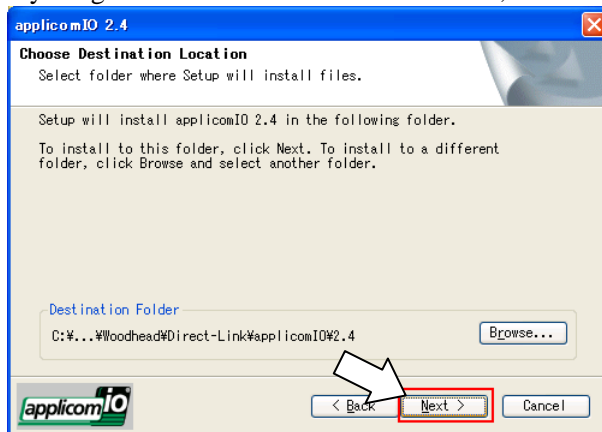 applicomIO 2.4
Choose Destination Location
Select folder where Setup will install files.
Setup will install applicomIO 2.4 in the following folder.
To install to this folder, click Next. To install to a different
folder, click Browse and select another folder.
Destination Folder
C:¥...¥Woodhead¥Direct-Link¥applicomIO¥2.4
Browse...
applicom io
< Back Next > Cancel